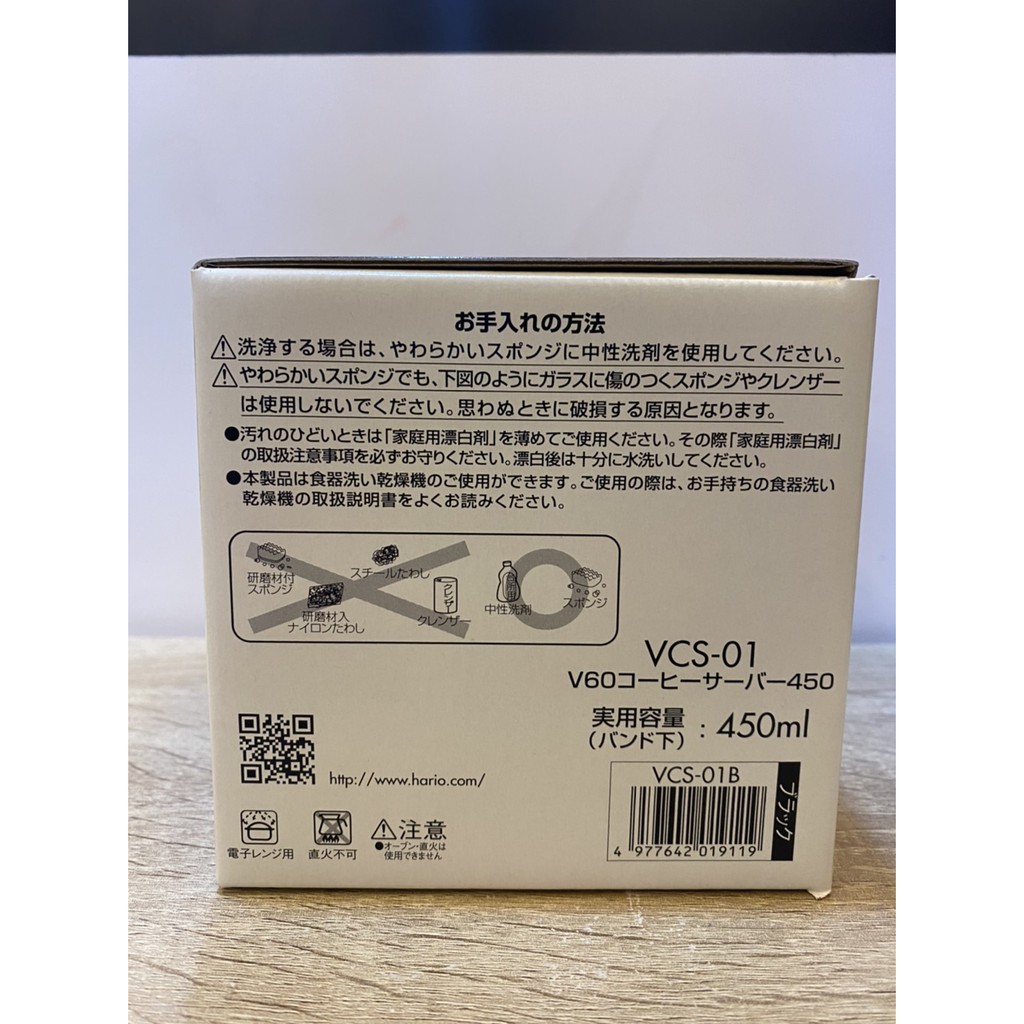 お手入れの方法
洗浄する場合は、やわらかいスポンジに中性洗剤を使用してください。
やわらかいスポンジでも、下図のようにガラスに傷のつくスポンジやクレンザー
は使用しないでください。思わぬときに破損する原因となります。
●汚れのひどいときは「家庭用漂白剤」を薄めてご使用ください。その際「家庭用漂白剤」
の取扱注意事項を必ずお守りください。漂白後は十分に水洗いしてください。
●本製品は食器洗い乾燥機のご使用ができます。ご使用の際は、お手持ちの食器洗い
乾燥機の取扱説明書をよくお読みください。
研磨材付
スポンジ
スチールたわし
研磨材入
ナイロンたわし
クレンザー
クレンザー
中性洗剤
スポンジ
VCS-01
V60コーヒーサーバー450
実用容量
(バンド下) : 450ml
http://www.hario.com/
VCS-01B
ブラック
4 977642 019119
電子レンジ用
直火不可
注意
●オーブン・直火は
使用できません